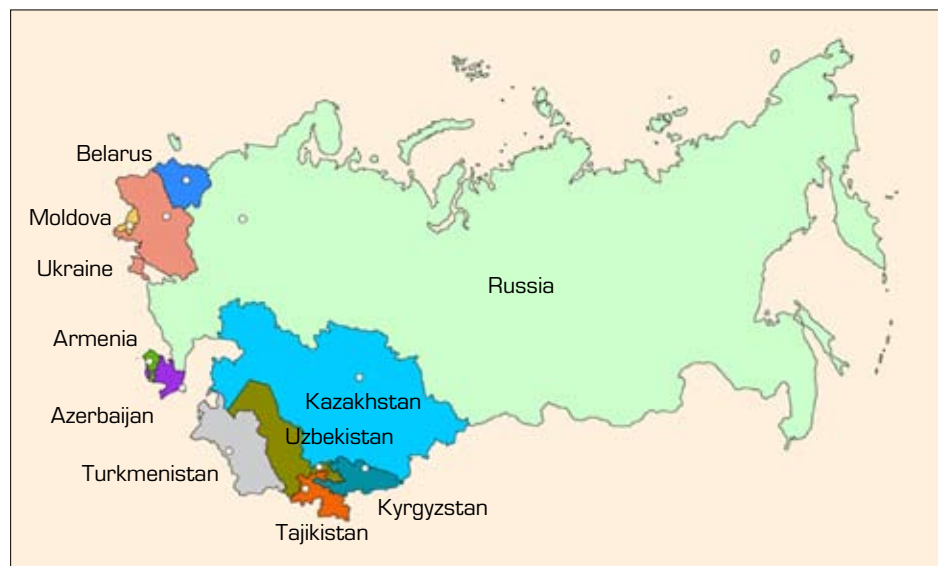 Belarus
Moldova
Ukraine
Russia
Armenia
Kazakhstan
Azerbaijan
Uzbekistan
Turkmenistan
Kyrgyzstan
Tajikistan